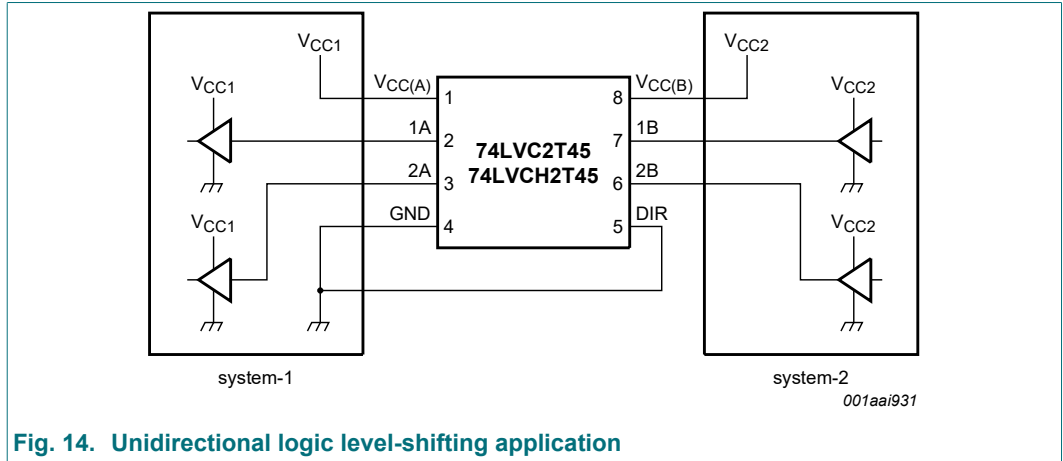 VCC1
VCC2
VCC1
VCC(A)
VCC(B)
VCC2
1
8
1A
1B
2
7
74LVC2T45
74LVCH2T45
2A
2B
3
6
VCC1
GND
DIR
VCC2
4
5
system-1
system-2
001aai931
Fig. 14. Unidirectional logic level-shifting application